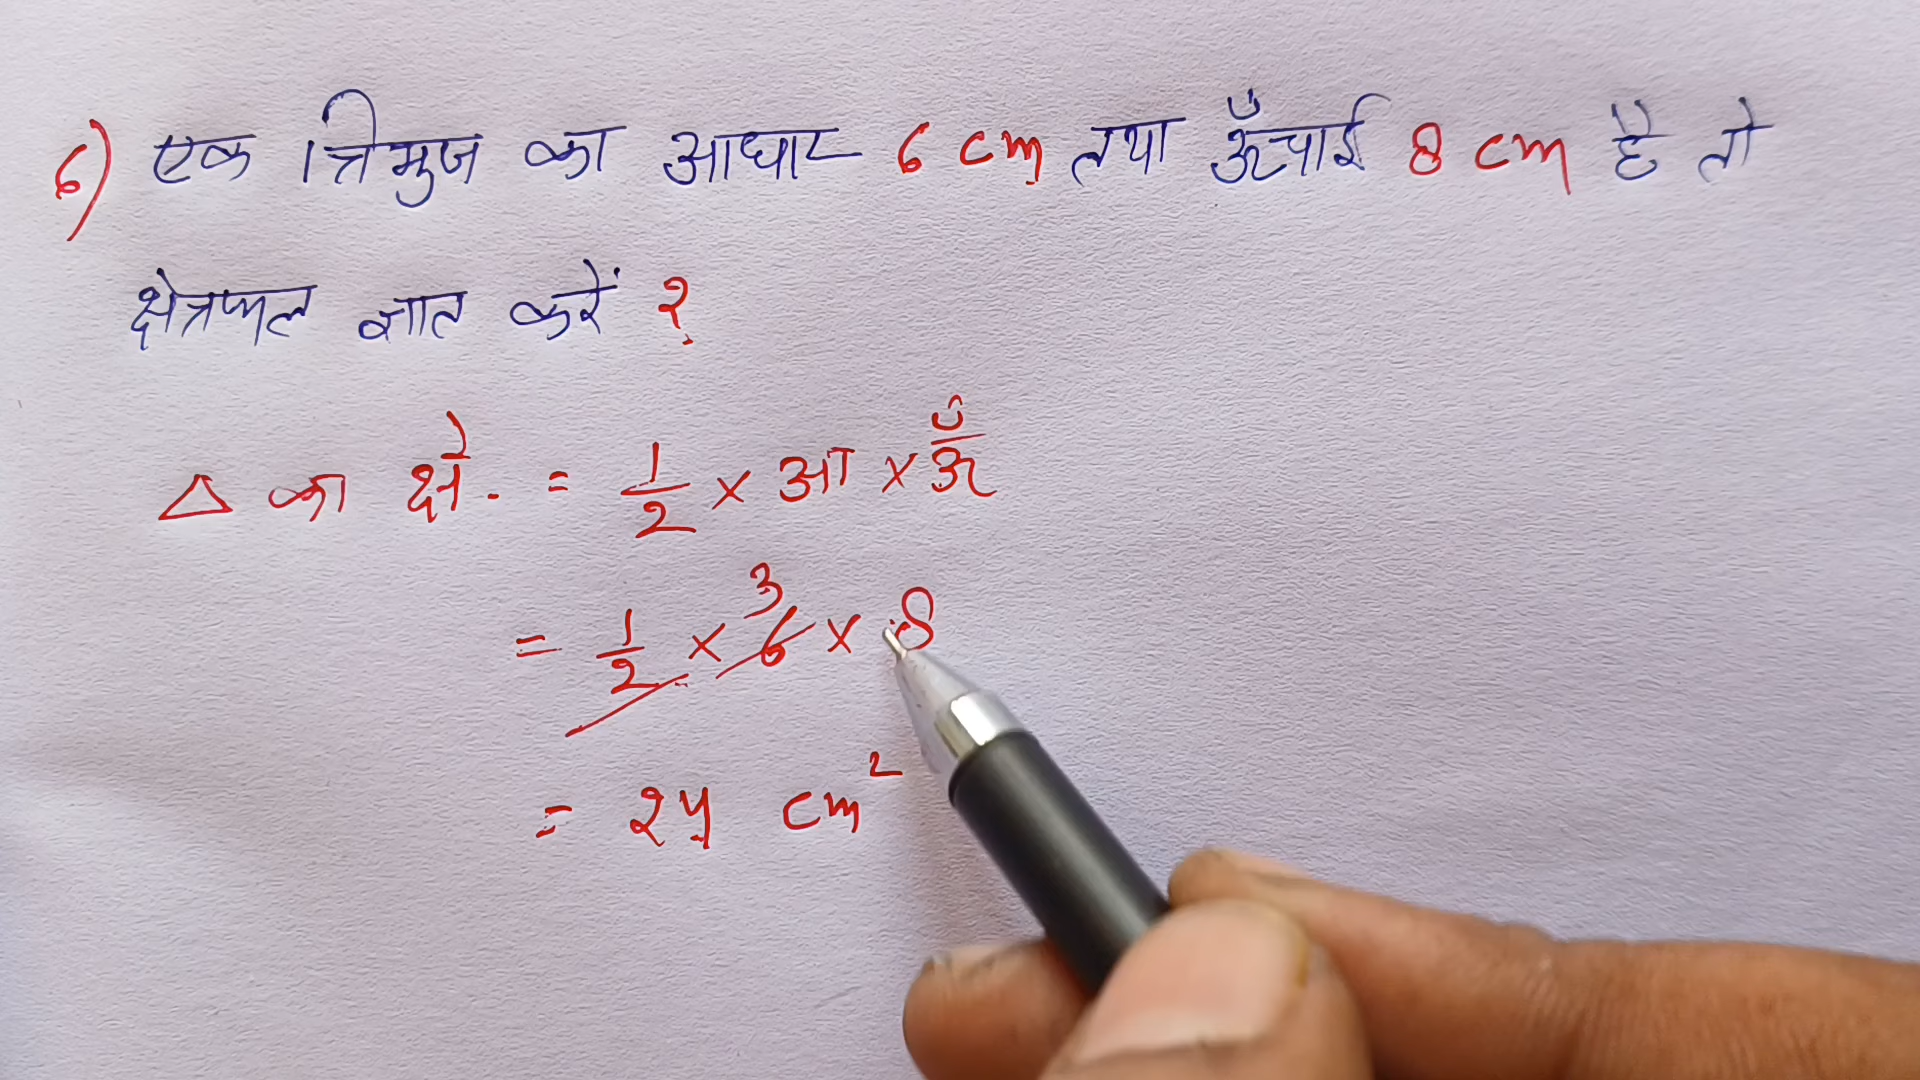 6) एक त्रिभुज का आधार 6 cm तथा ऊँचाई 8 cm है तो
क्षेत्रफल ज्ञात करें ?
△ का क्षे. = 1/2 × आ × ऊँ
= 1/2 × 6 3 × 8
= 24 cm²